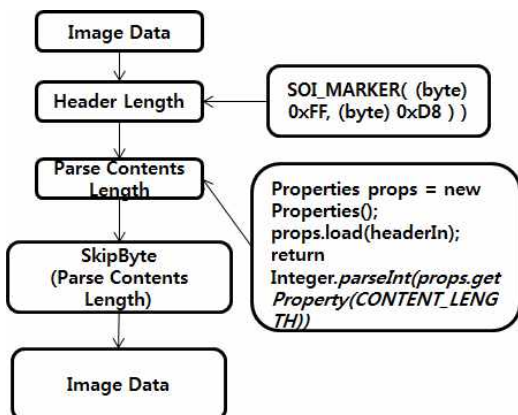 Image Data
Header Length
SOI_MARKER( (byte)
0xFF, (byte) 0xD8 ) )
Parse Contents
Length
Properties props = new
Properties();
props.load(headerIn);
return
Integer.parseInt(props.get
Property(CONTENT_LENG
TH))
SkipByte
(Parse Contents
Length)
Image Data